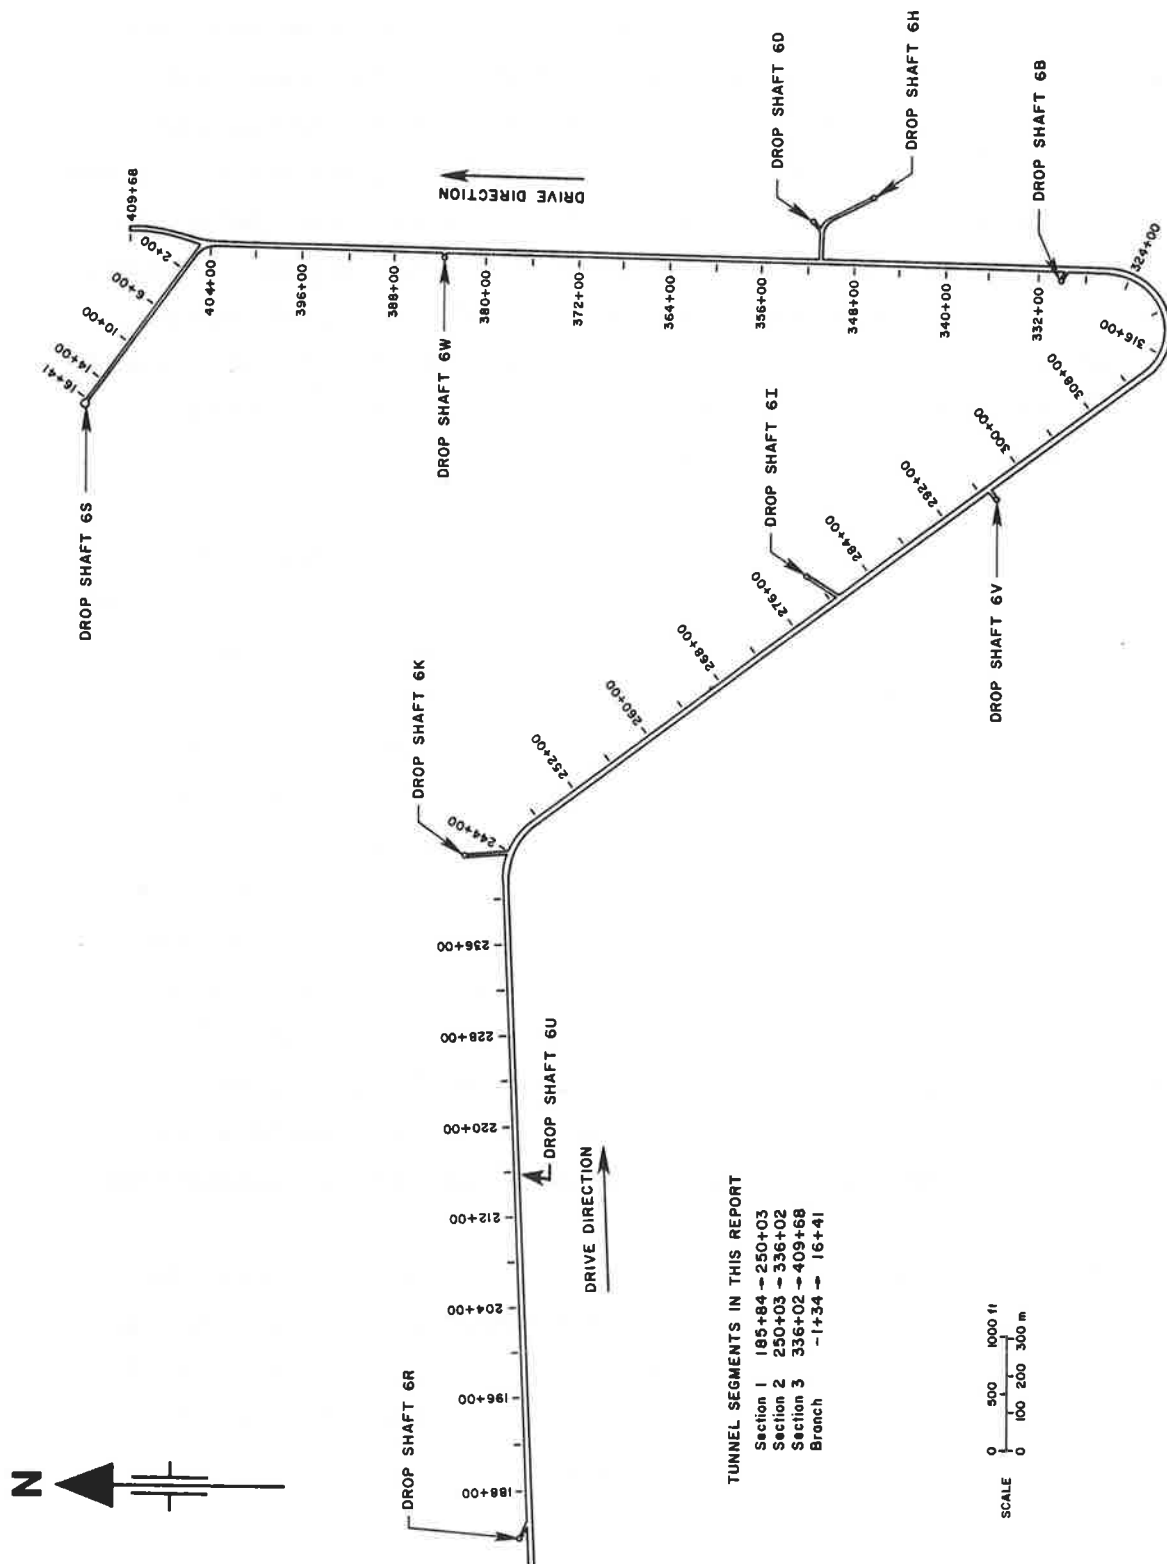 N
DROP SHAFT 6S
16+41
14+00
10+00
6+00
2+00
409+68
404+00
396+00
388+00
380+00
372+00
364+00
356+00
348+00
340+00
332+00
324+00
316+00
308+00
300+00
292+00
284+00
276+00
268+00
260+00
252+00
244+00
236+00
228+00
220+00
212+00
204+00
196+00
188+00
DRIVE DIRECTION
DROP SHAFT 6W
DROP SHAFT 6D
DROP SHAFT 6H
DROP SHAFT 6B
DROP SHAFT 6I
DROP SHAFT 6V
DROP SHAFT 6K
DROP SHAFT 6U
DRIVE DIRECTION
DROP SHAFT 6R
TUNNEL SEGMENTS IN THIS REPORT
Section 1 185+84 → 250+03
Section 2 250+03 → 336+02
Section 3 336+02 → 409+68
Branch -1+34 → 16+41
SCALE
0 500 1000 ft
0 100 200 300 m